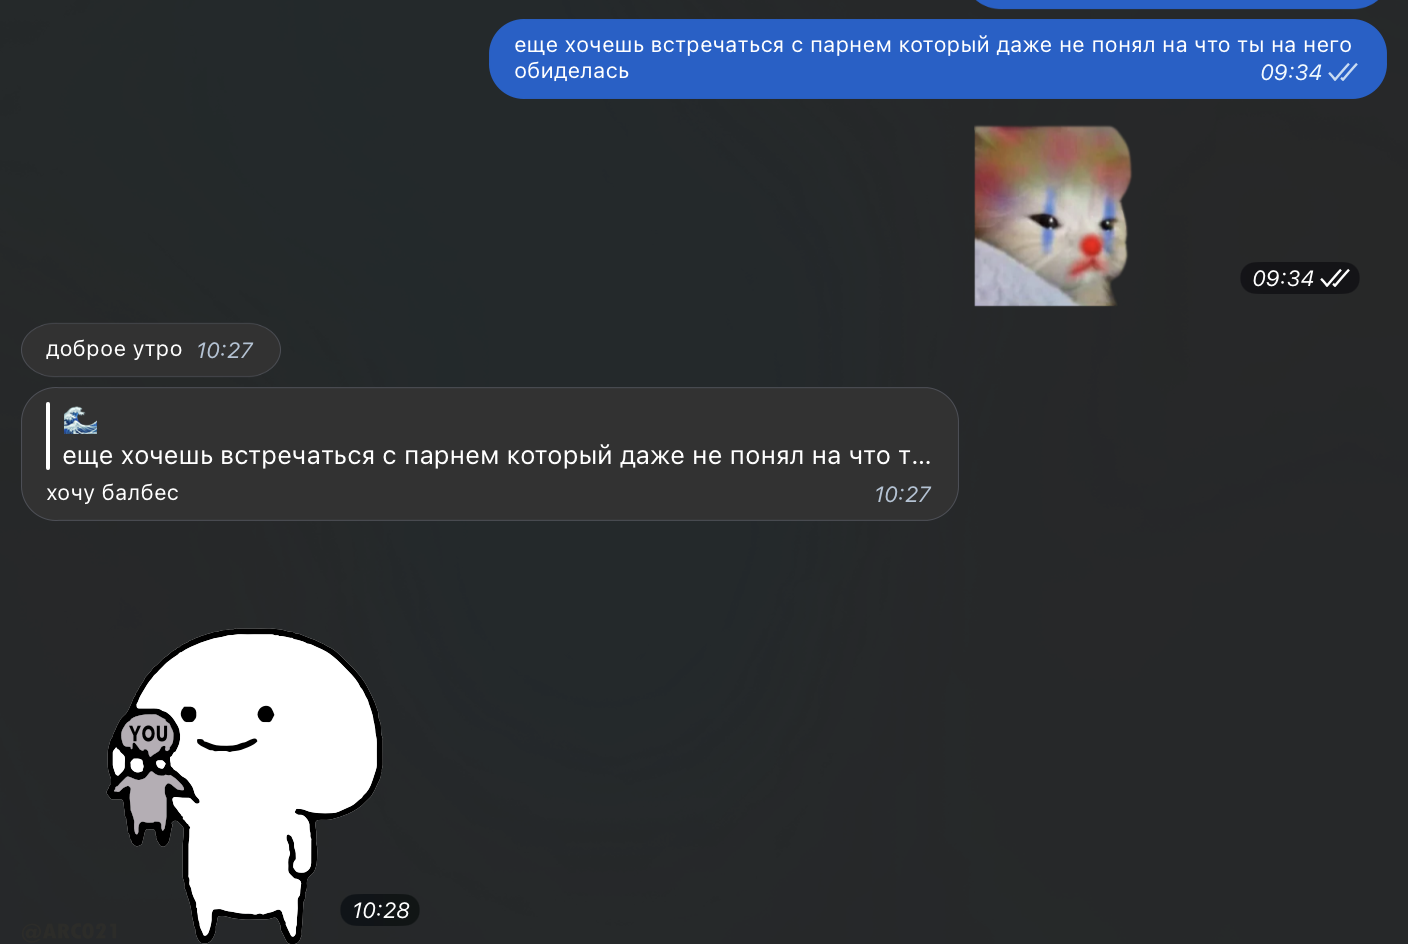 еще хочешь встречаться с парнем который даже не понял на что ты на него
обиделась
09:34
09:34
доброе утро 10:27
еще хочешь встречаться с парнем который даже не понял на что т...
хочу балбес
10:27
YOU
10:28
@ARC021